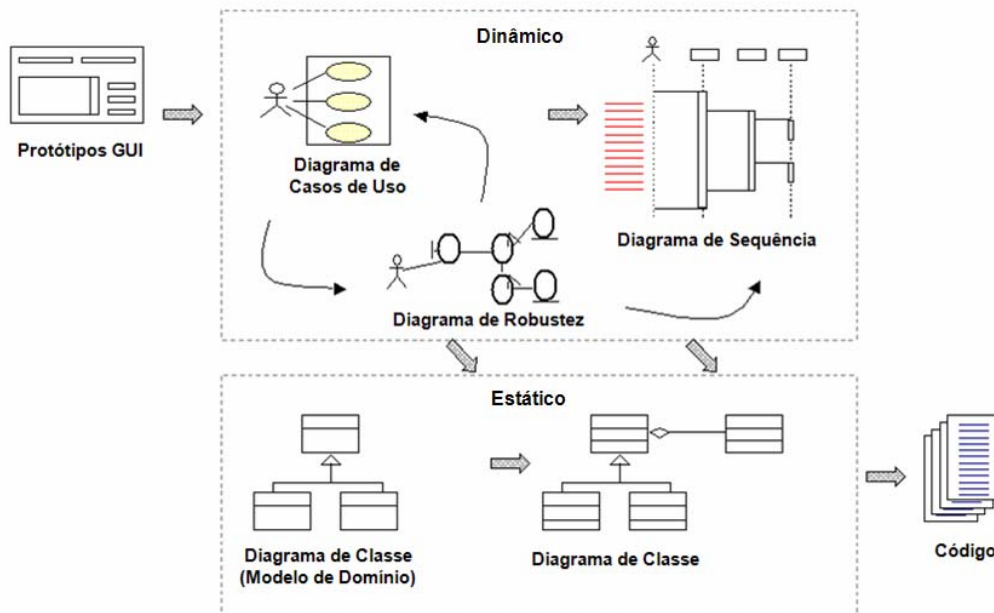 Dinâmico
Protótipos GUI
Diagrama de
Casos de Uso
Diagrama de Sequência
Diagrama de Robustez
Estático
Diagrama de Classe
(Modelo de Domínio)
Diagrama de Classe
Código